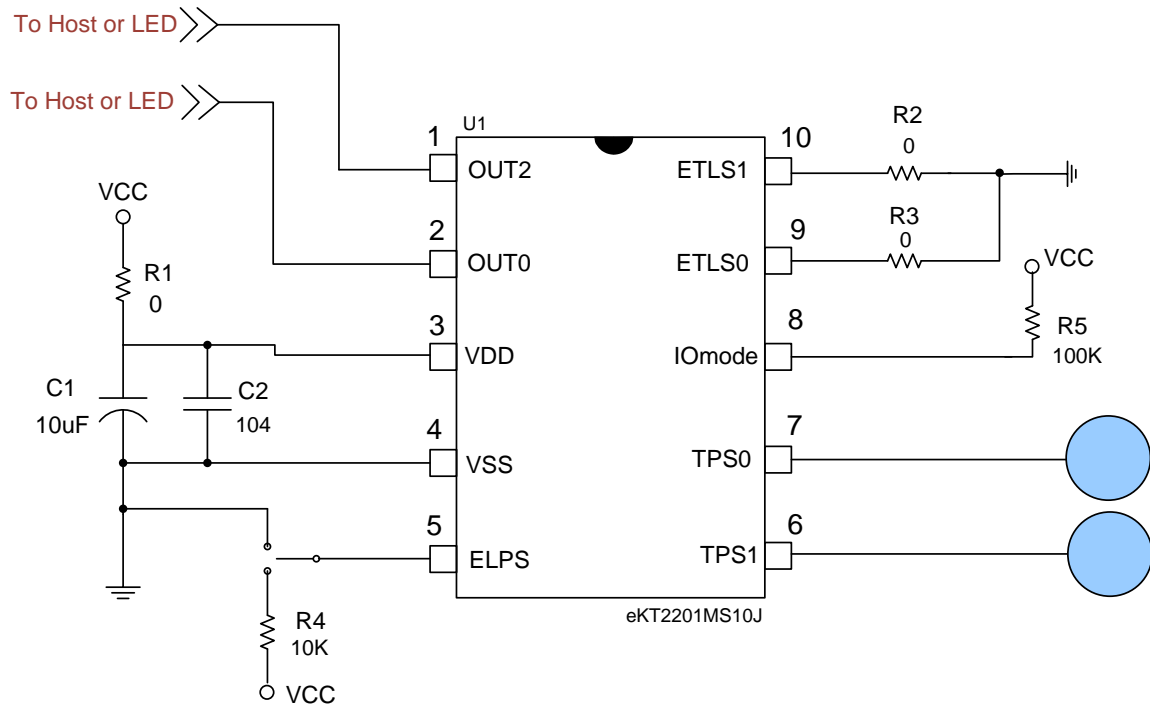 To Host or LED
To Host or LED
U1
1
OUT2
2
OUT0
3
VDD
4
VSS
5
ELPS
10
ETLS1
9
ETLS0
8
IOmode
7
TPS0
6
TPS1
eKT2201MS10J
VCC
R1
0
C1
10uF
C2
104
R4
10K
VCC
R2
0
R3
0
VCC
R5
100K